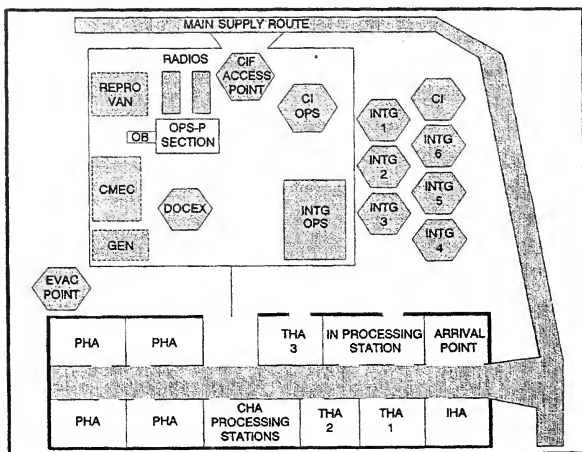 MAIN SUPPLY ROUTE
RADIOS
CIF
ACCESS
POINT
REPRO
VAN
CI
OPS
CI
INTG
1
OB
OPS-P
SECTION
INTG
6
INTG
2
CMEC
INTG
5
DOCEX
INTG
OPS
INTG
3
INTG
4
GEN
EVAC
POINT
PHA
PHA
THA
3
IN PROCESSING
STATION
ARRIVAL
POINT
PHA
PHA
CHA
PROCESSING
STATIONS
THA
2
THA
1
IHA